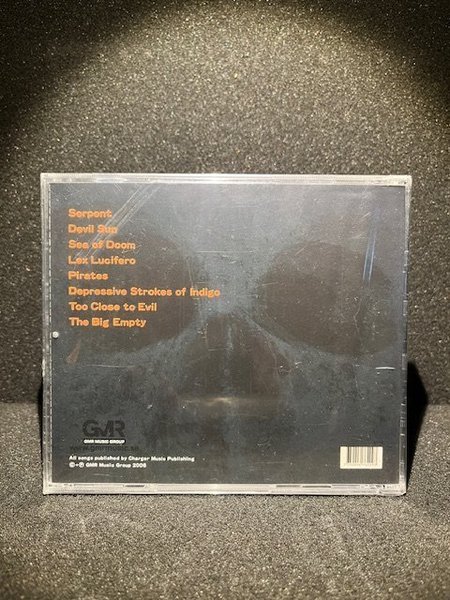 Serpent
Devil Sun
Sea of Doom
Lex Lucifero
Pirates
Depressive Strokes of Indigo
Too Close to Evil
The Big Empty
GMR
GMR MUSIC GROUP
All songs published by Charger Music Publishing
©+℗ GMR Music Group 2006